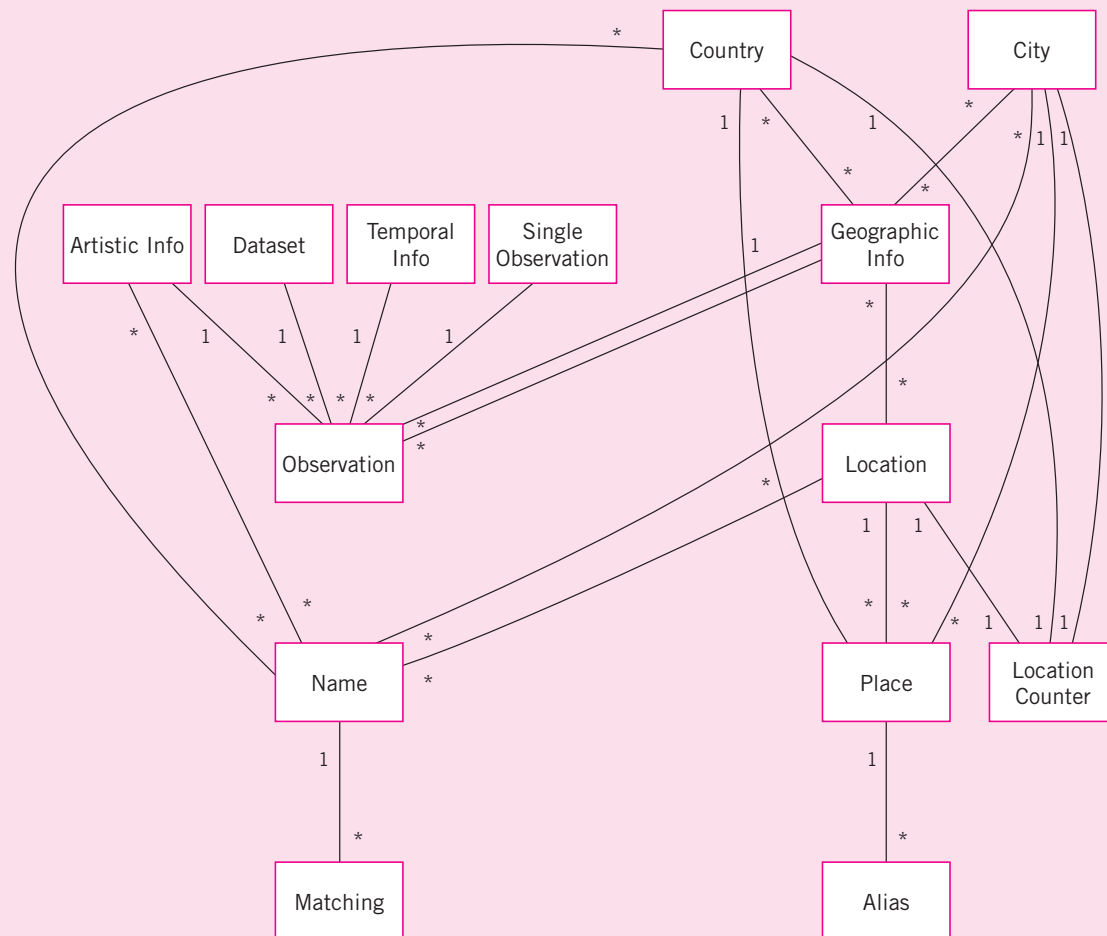 *
Country
City
1
*
1
*
*
1
1
*
*
Artistic Info
Dataset
Temporal
Info
Single
Observation
Geographic
Info
1
*
*
1
1
1
1
*
*
*
*
*
*
*
Observation
Location
*
1
1
*
*
*
*
*
*
1
1
1
*
*
Name
Place
Location
Counter
1
1
*
*
Matching
Alias